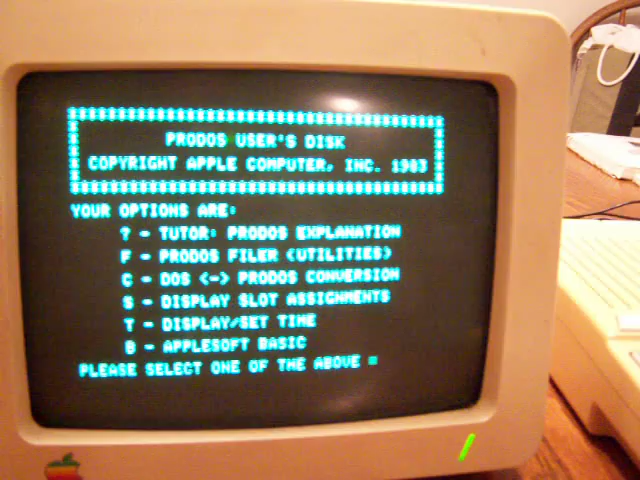 PRODOS USER'S DISK
COPYRIGHT APPLE COMPUTER, INC. 1983
YOUR OPTIONS ARE:
? - TUTOR: PRODOS EXPLANATION
F - PRODOS FILER (UTILITIES)
C - DOS <-> PRODOS CONVERSION
S - DISPLAY SLOT ASSIGNMENTS
T - DISPLAY/SET TIME
B - APPLESOFT BASIC
PLEASE SELECT ONE OF THE ABOVE